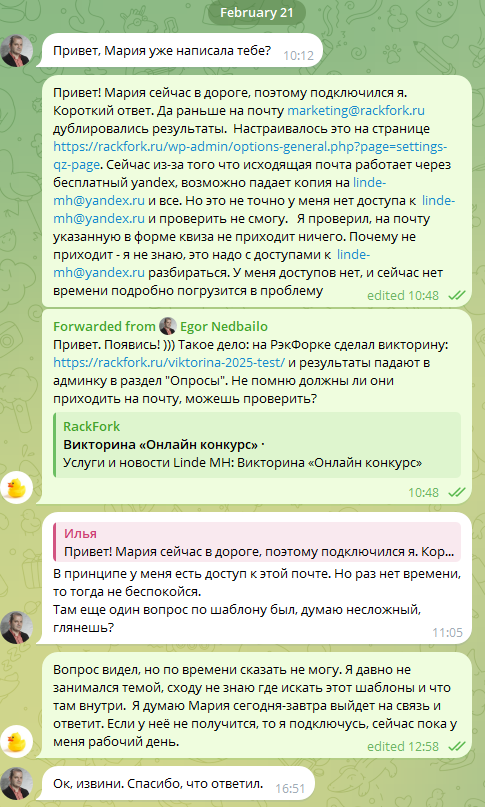 February 21
Привет, Мария уже написала тебе?
10:12
Привет! Мария сейчас в дороге, поэтому подключился я.
Короткий ответ. Да раньше на почту marketing@rackfork.ru
дублировались результаты.  Настраивалось это на странице
https://rackfork.ru/wp-admin/options-general.php?page=settings-
qz-page. Сейчас из-за того что исходящая почта работает через
бесплатный yandex, возможно падает копия на linde-
mh@yandex.ru и все. Но это не точно у меня нет доступа к  linde-
mh@yandex.ru и проверить не смогу.   Я проверил, на почту
указанную в форме квиза не приходит ничего. Почему не
приходит - я не знаю, это надо с доступами к  linde-
mh@yandex.ru разбираться. У меня доступов нет, и сейчас нет
времени подробно погрузится в проблему
edited 10:48
Forwarded from Egor Nedbailo
Привет. Появись! ))) Такое дело: на РэкФорке сделал викторину:
https://rackfork.ru/viktorina-2025-test/ и результаты падают в
админку в раздел "Опросы". Не помню должны ли они
приходить на почту, можешь проверить?
RackFork
Викторина «Онлайн конкурс» ·
Услуги и новости Linde MH: Викторина «Онлайн конкурс»
10:48
Илья
Привет! Мария сейчас в дороге, поэтому подключился я. Кор...
В принципе у меня есть доступ к этой почте. Но раз нет времени,
то тогда не беспокойся.
Там еще один вопрос по шаблону был, думаю несложный,
глянешь?
11:05
Вопрос видел, но по времени сказать не могу. Я давно не
занимался темой, сходу не знаю где искать этот шаблоны и что
там внутри.  Я думаю Мария сегодня-завтра выйдет на связь и
ответит. Если у неё не получится, то я подключусь, сейчас пока у
меня рабочий день.
edited 12:58
Ок, извини. Спасибо, что ответил.
16:51